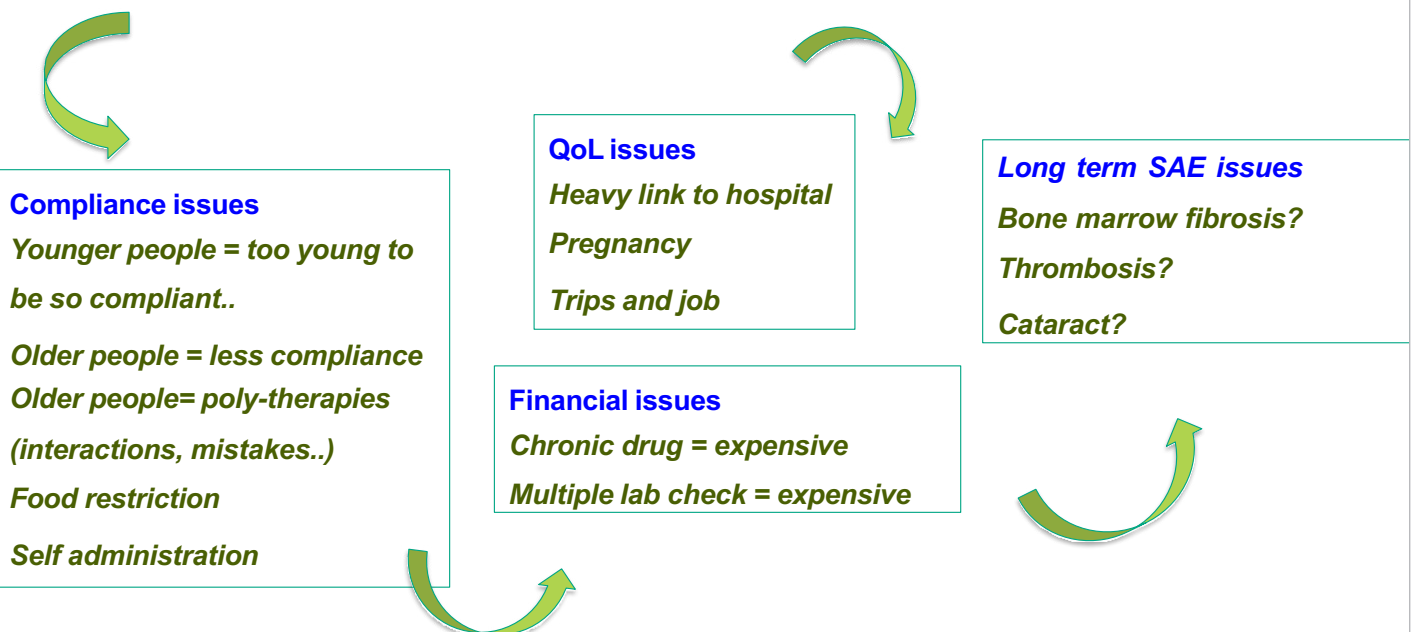 Compliance issues
Younger people = too young to
be so compliant..
Older people = less compliance
Older people= poly-therapies
(interactions, mistakes..)
Food restriction
Self administration
QoL issues
Heavy link to hospital
Pregnancy
Trips and job
Financial issues
Chronic drug = expensive
Multiple lab check = expensive
Long term SAE issues
Bone marrow fibrosis?
Thrombosis?
Cataract?